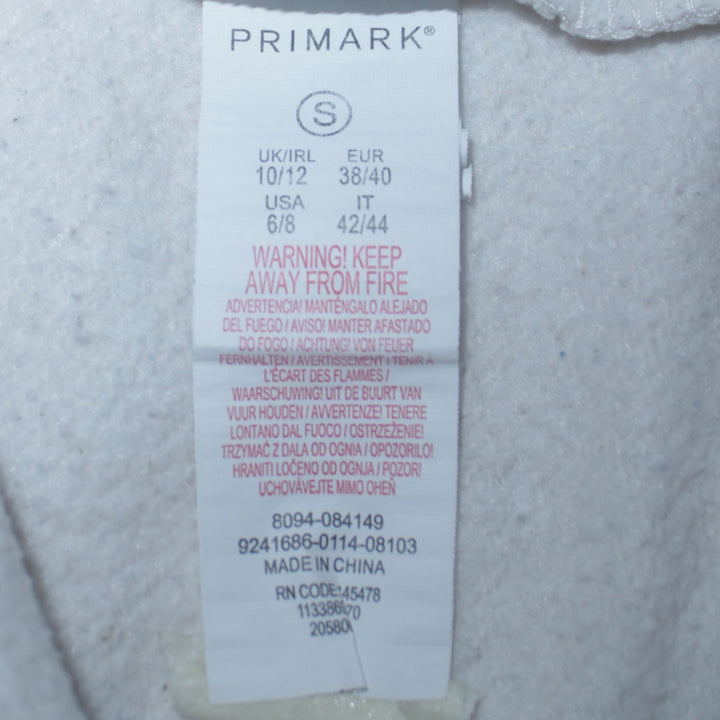 PRIMARK®
S
UK/IRL EUR
10/12 38/40
USA IT
6/8 42/44
WARNING! KEEP
AWAY FROM FIRE
ADVERTENCIA! MANTÉNGALO ALEJADO
DEL FUEGO / AVISO! MANTER AFASTADO
DO FOGO / ACHTUNG! VON FEUER
FERNHALTEN / AVERTISSEMENT ! TENIR À
L'ÉCART DES FLAMMES /
WAARSCHUWING! UIT DE BUURT VAN
VUUR HOUDEN / AVVERTENZE! TENERE
LONTANO DAL FUOCO / OSTRZEŻENIE!
TRZYMAĆ Z DALA OD OGNIA / OPOZORILO!
HRANITI LOČENO OD OGNJA / POZOR!
UCHOVÁVEJTE MIMO OHEŇ
8094-084149
9241686-0114-08103
MADE IN CHINA
RN CODE